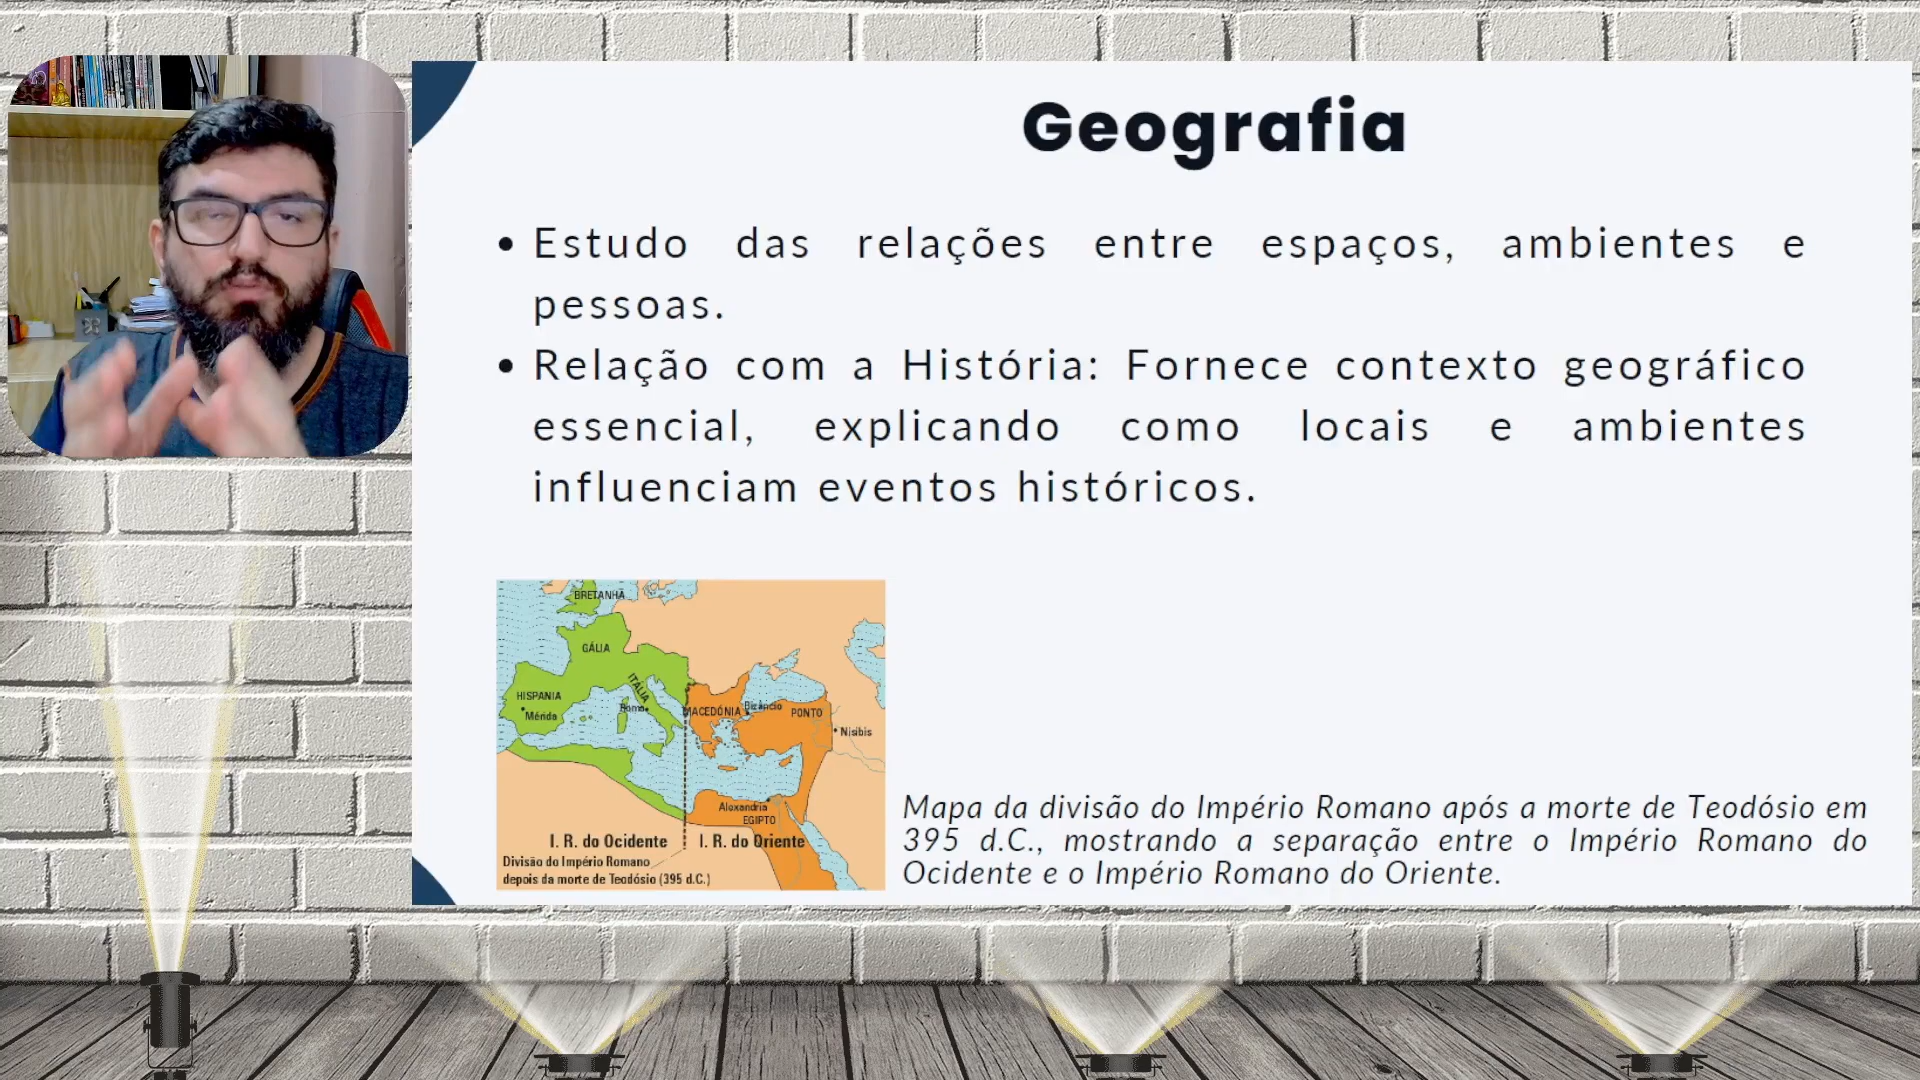 Geografia
• Estudo das relações entre espaços, ambientes e
pessoas.
• Relação com a História: Fornece contexto geográfico
essencial, explicando como locais e ambientes
influenciam eventos históricos.
BRETANHA
GÁLIA
HISPANIA
Mérida
ITÁLIA
Roma
MACEDÓNIA
Bizâncio
PONTO
Nisibis
Alexandria
EGIPTO
I. R. do Ocidente
I. R. do Oriente
Divisão do Império Romano
depois da morte de Teodósio (395 d.C.)
Mapa da divisão do Império Romano após a morte de Teodósio em
395 d.C., mostrando a separação entre o Império Romano do
Ocidente e o Império Romano do Oriente.